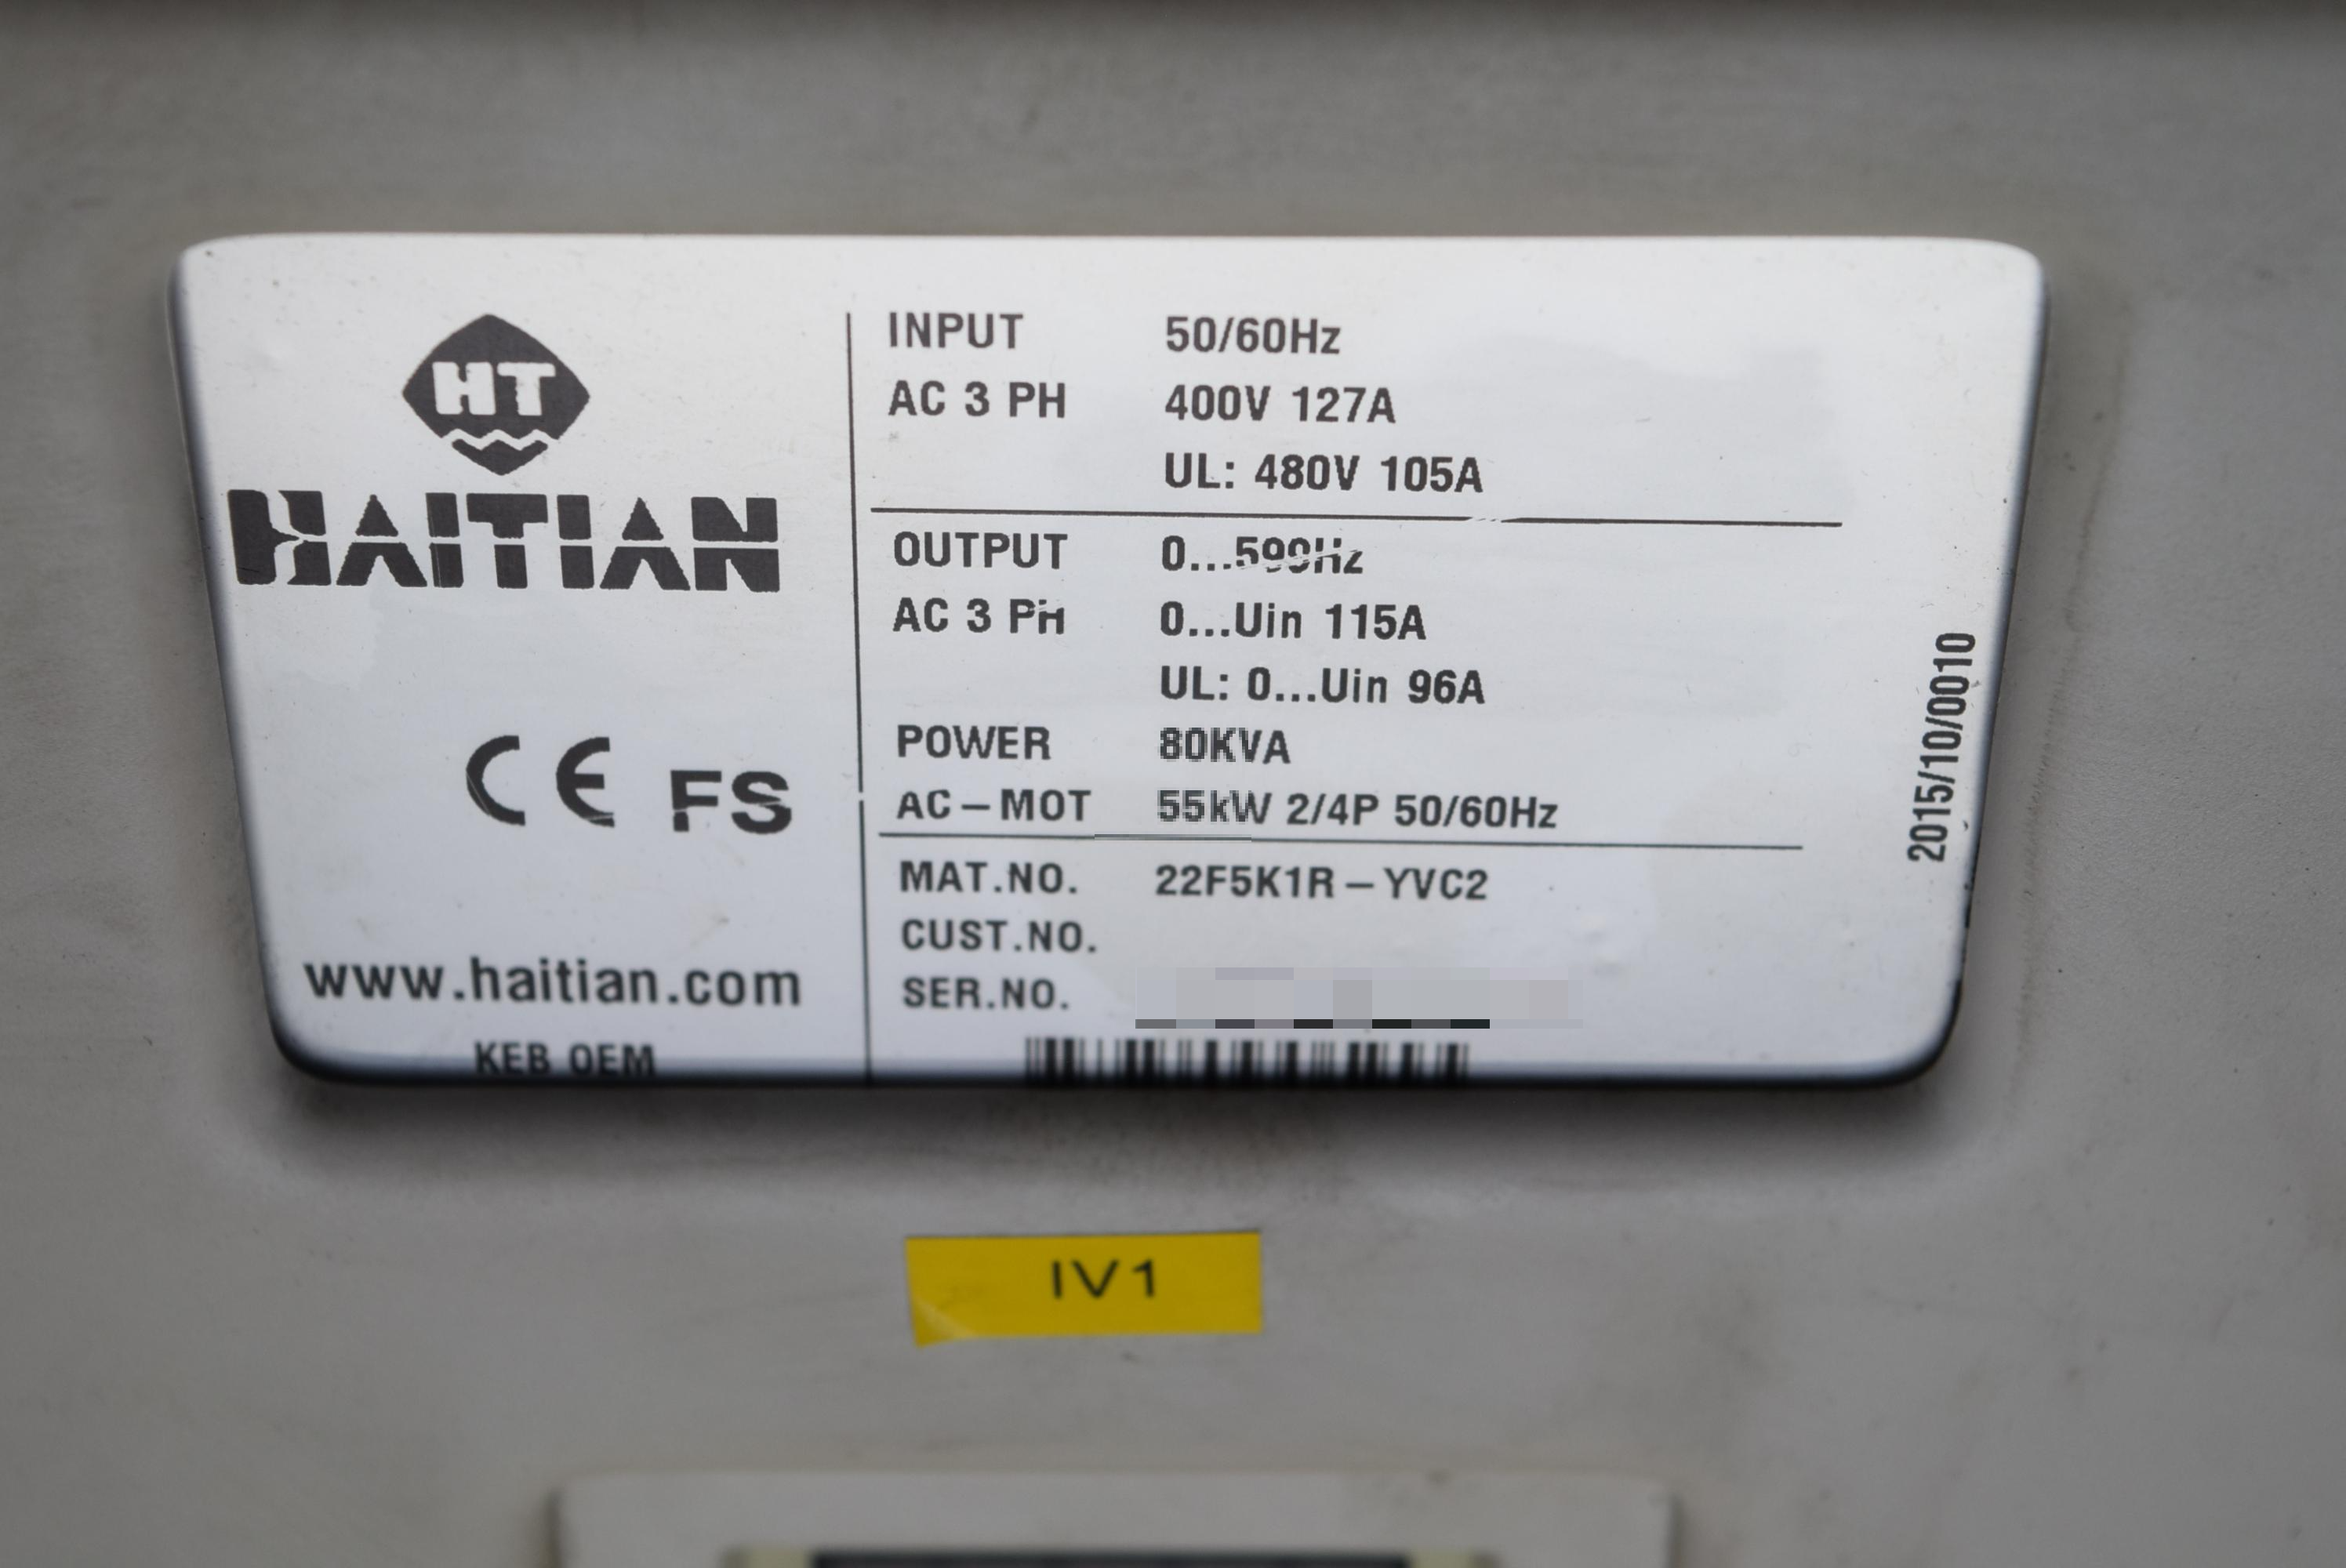 HT
HAITIAN
CE FS
www.haitian.com
KEB OEM
INPUT 50/60Hz
AC 3 PH 400V 127A
UL: 480V 105A
OUTPUT 0...599Hz
AC 3 PH 0...Uin 115A
UL: 0...Uin 96A
POWER 80KVA
AC-MOT 55kW 2/4P 50/60Hz
MAT.NO. 22F5K1R-YVC2
CUST.NO.
SER.NO.
2015/10/0010
IV1